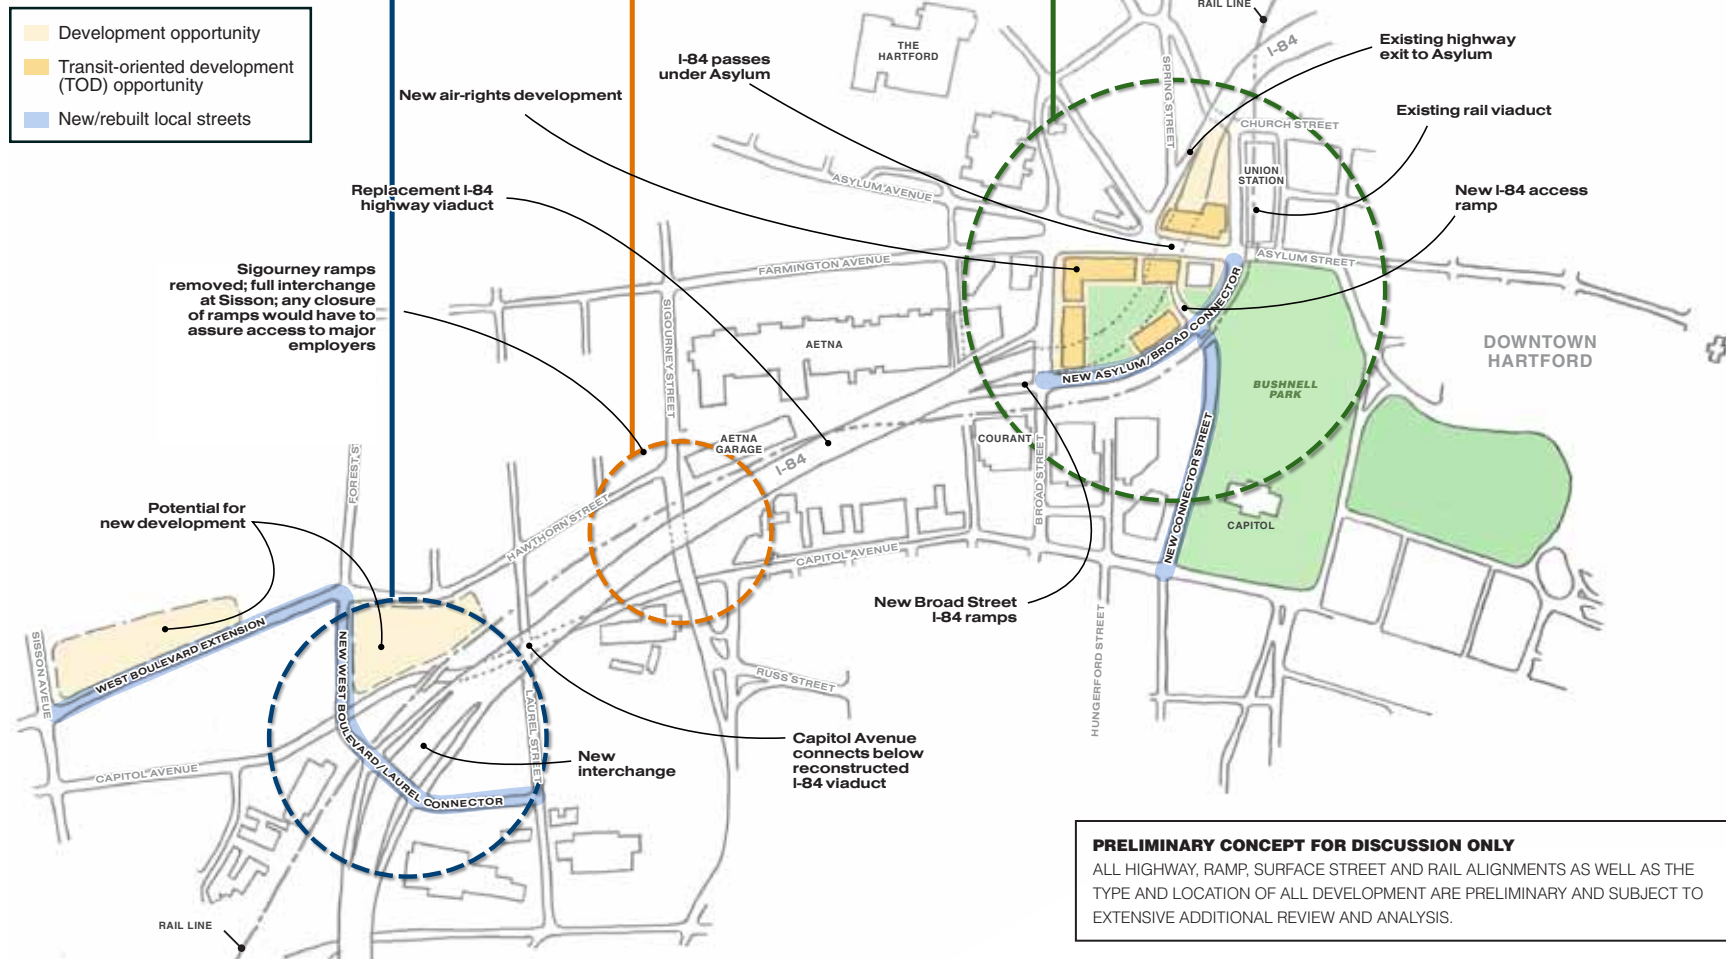 RAIL LINE
Development opportunity
Transit-oriented development
(TOD) opportunity
New/rebuilt local streets
THE
HARTFORD
I-84
Existing highway
exit to Asylum
I-84 passes
under Asylum
New air-rights development
SPRING STREET
CHURCH STREET
Existing rail viaduct
UNION
STATION
ASYLUM AVENUE
Replacement I-84
highway viaduct
New I-84 access
ramp
FARMINGTON AVENUE
ASYLUM STREET
Sigourney ramps
removed; full interchange
at Sisson; any closure
of ramps would have to
assure access to major
employers
SIGOURNEY STREET
AETNA
NEW ASYLUM/BROAD CONNECTOR
DOWNTOWN
HARTFORD
BUSHNELL
PARK
AETNA
GARAGE
I-84
COURANT
BROAD STREET
NEW CONNECTOR STREET
FOREST ST
Potential for
new development
HAWTHORN STREET
CAPITOL AVENUE
CAPITOL
New Broad Street
I-84 ramps
HUNGERFORD STREET
SISSON AVEUE
WEST BOULEVARD EXTENSION
NEW WEST BOULEVARD/LAUREL CONNECTOR
RUSS STREET
LAUREL STREET
Capitol Avenue
connects below
reconstructed
I-84 viaduct
New
interchange
CAPITOL AVENUE
RAIL LINE
PRELIMINARY CONCEPT FOR DISCUSSION ONLY
ALL HIGHWAY, RAMP, SURFACE STREET AND RAIL ALIGNMENTS AS WELL AS THE
TYPE AND LOCATION OF ALL DEVELOPMENT ARE PRELIMINARY AND SUBJECT TO
EXTENSIVE ADDITIONAL REVIEW AND ANALYSIS.